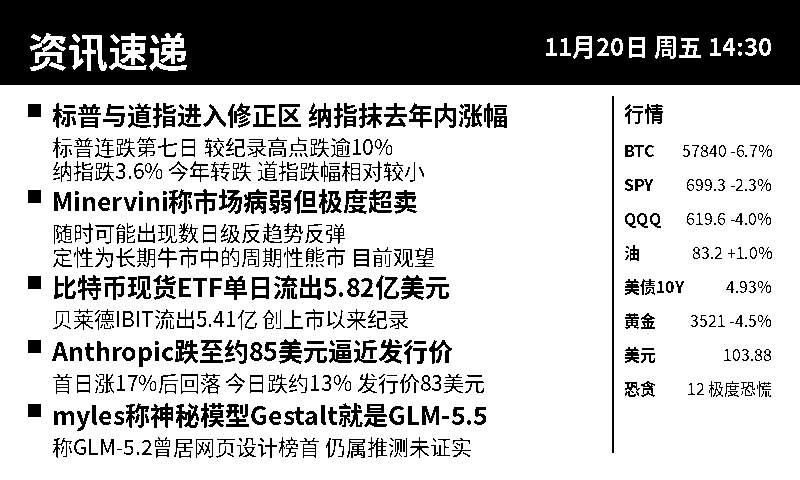 资讯速递
11月20日 周五 14:30
标普与道指进入修正区 纳指抹去年内涨幅
标普连跌第七日 较纪录高点跌逾10%
纳指跌3.6% 今年转跌 道指跌幅相对较小
Minervini称市场病弱但极度超卖
随时可能出现数日级反趋势反弹
定性为长期牛市中的周期性熊市 目前观望
比特币现货ETF单日流出5.82亿美元
贝莱德IBIT流出5.41亿 创上市以来纪录
Anthropic跌至约85美元逼近发行价
首日涨17%后回落 今日跌约13% 发行价83美元
myles称神秘模型Gestalt就是GLM-5.5
称GLM-5.2曾居网页设计榜首 仍属推测未证实
行情
BTC 57840 -6.7%
SPY 699.3 -2.3%
QQQ 619.6 -4.0%
油 83.2 +1.0%
美债10Y 4.93%
黄金 3521 -4.5%
美元 103.88
恐贪 12 极度恐慌